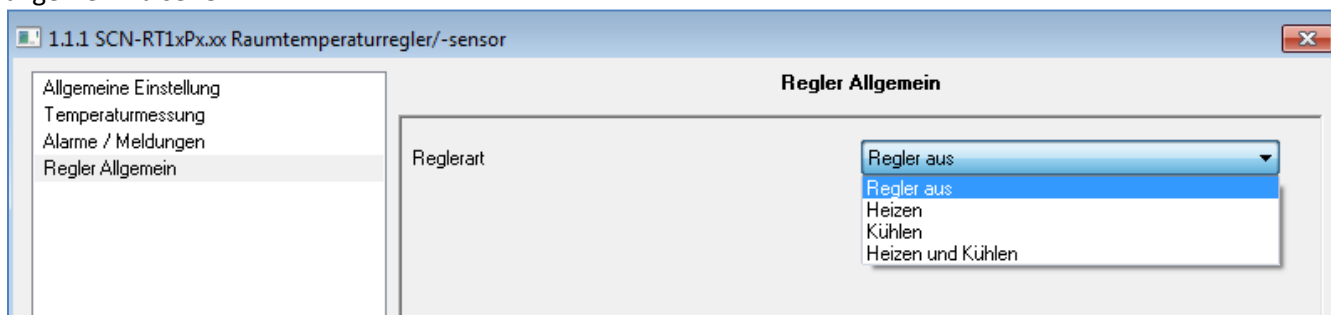 1.1.1 SCN-RT1xPx.xx Raumtemperaturregler/-sensor
Allgemeine Einstellung
Temperaturmessung
Alarme / Meldungen
Regler Allgemein
Regler Allgemein
Reglerart
Regler aus
Regler aus
Heizen
Kühlen
Heizen und Kühlen